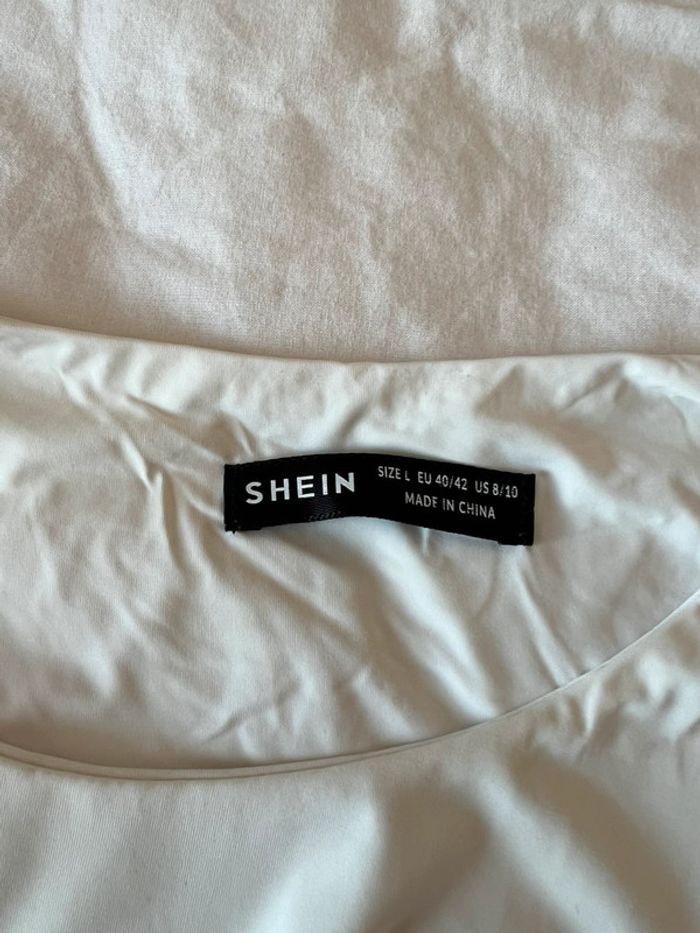 SHEIN
SIZE L EU 40/42 US 8/10
MADE IN CHINA